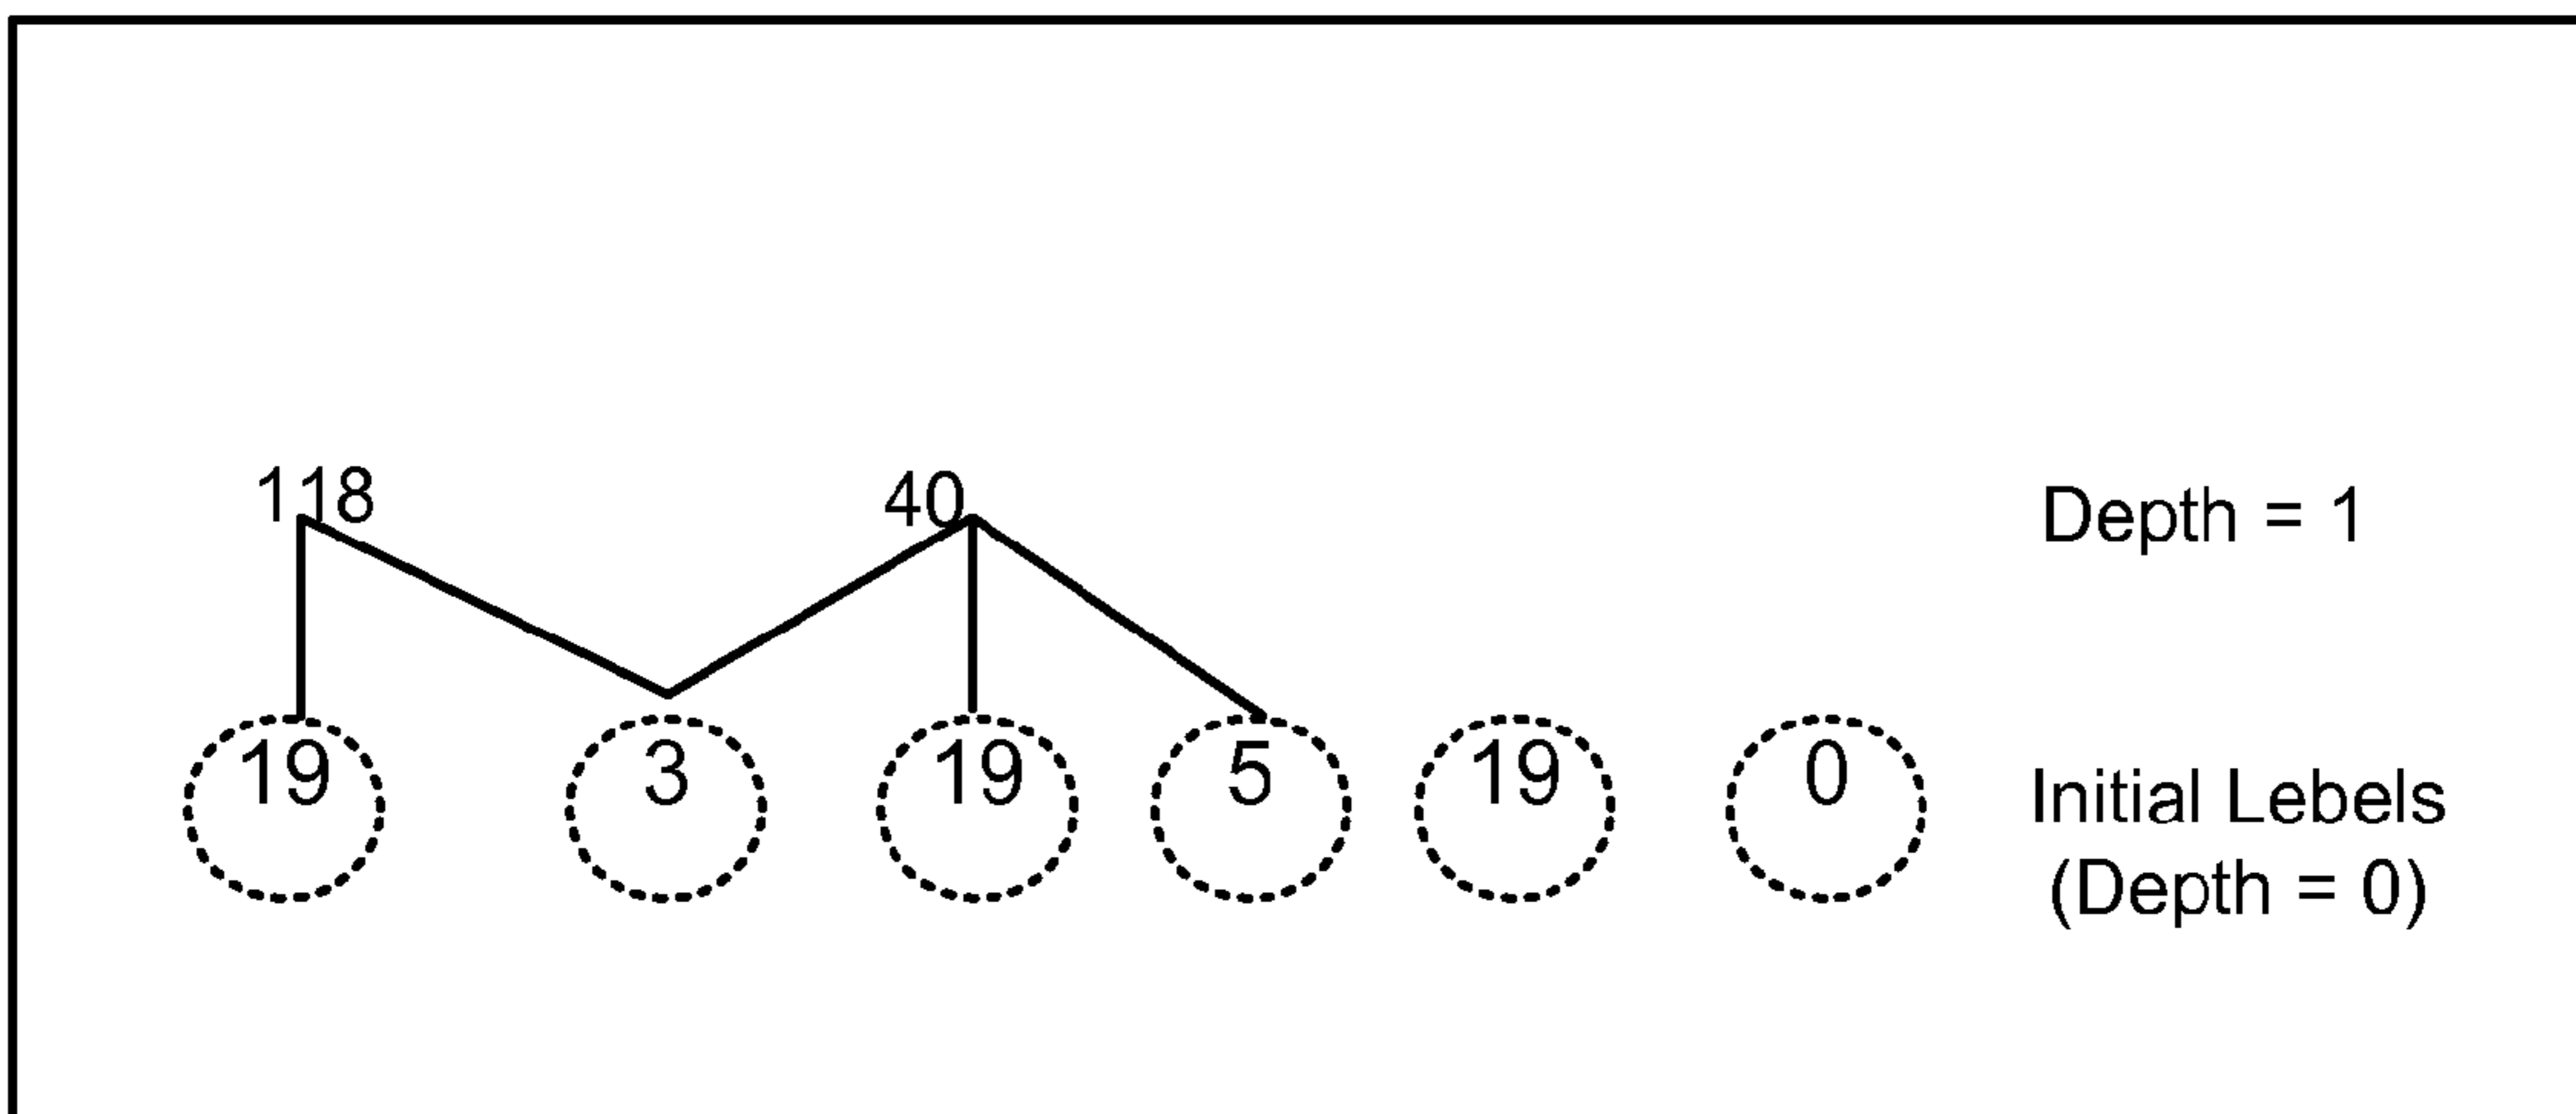 118 40 Depth = 1
19 3 19 5 19 0 Initial Lebels
(Depth = 0)